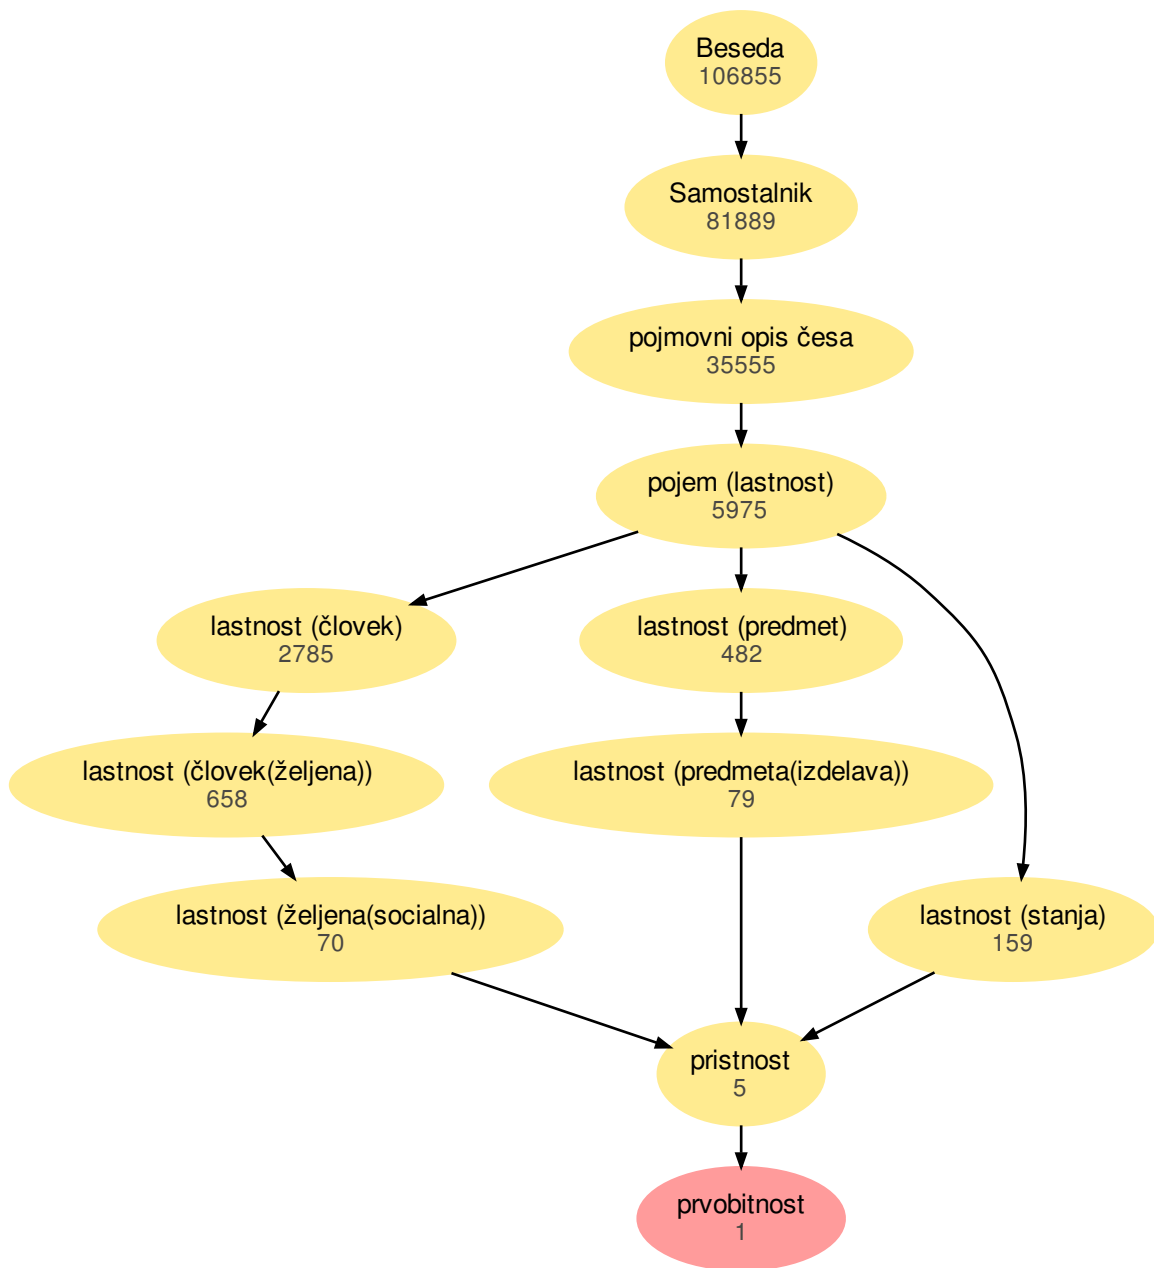 Beseda
106855
Samostalnik
81889
pojmovni opis česa
35555
pojem (lastnost)
5975
lastnost (človek)
2785
lastnost (predmet)
482
lastnost (človek(željena))
658
lastnost (predmeta(izdelava))
79
lastnost (željena(socialna))
70
lastnost (stanja)
159
pristnost
5
prvobitnost
1